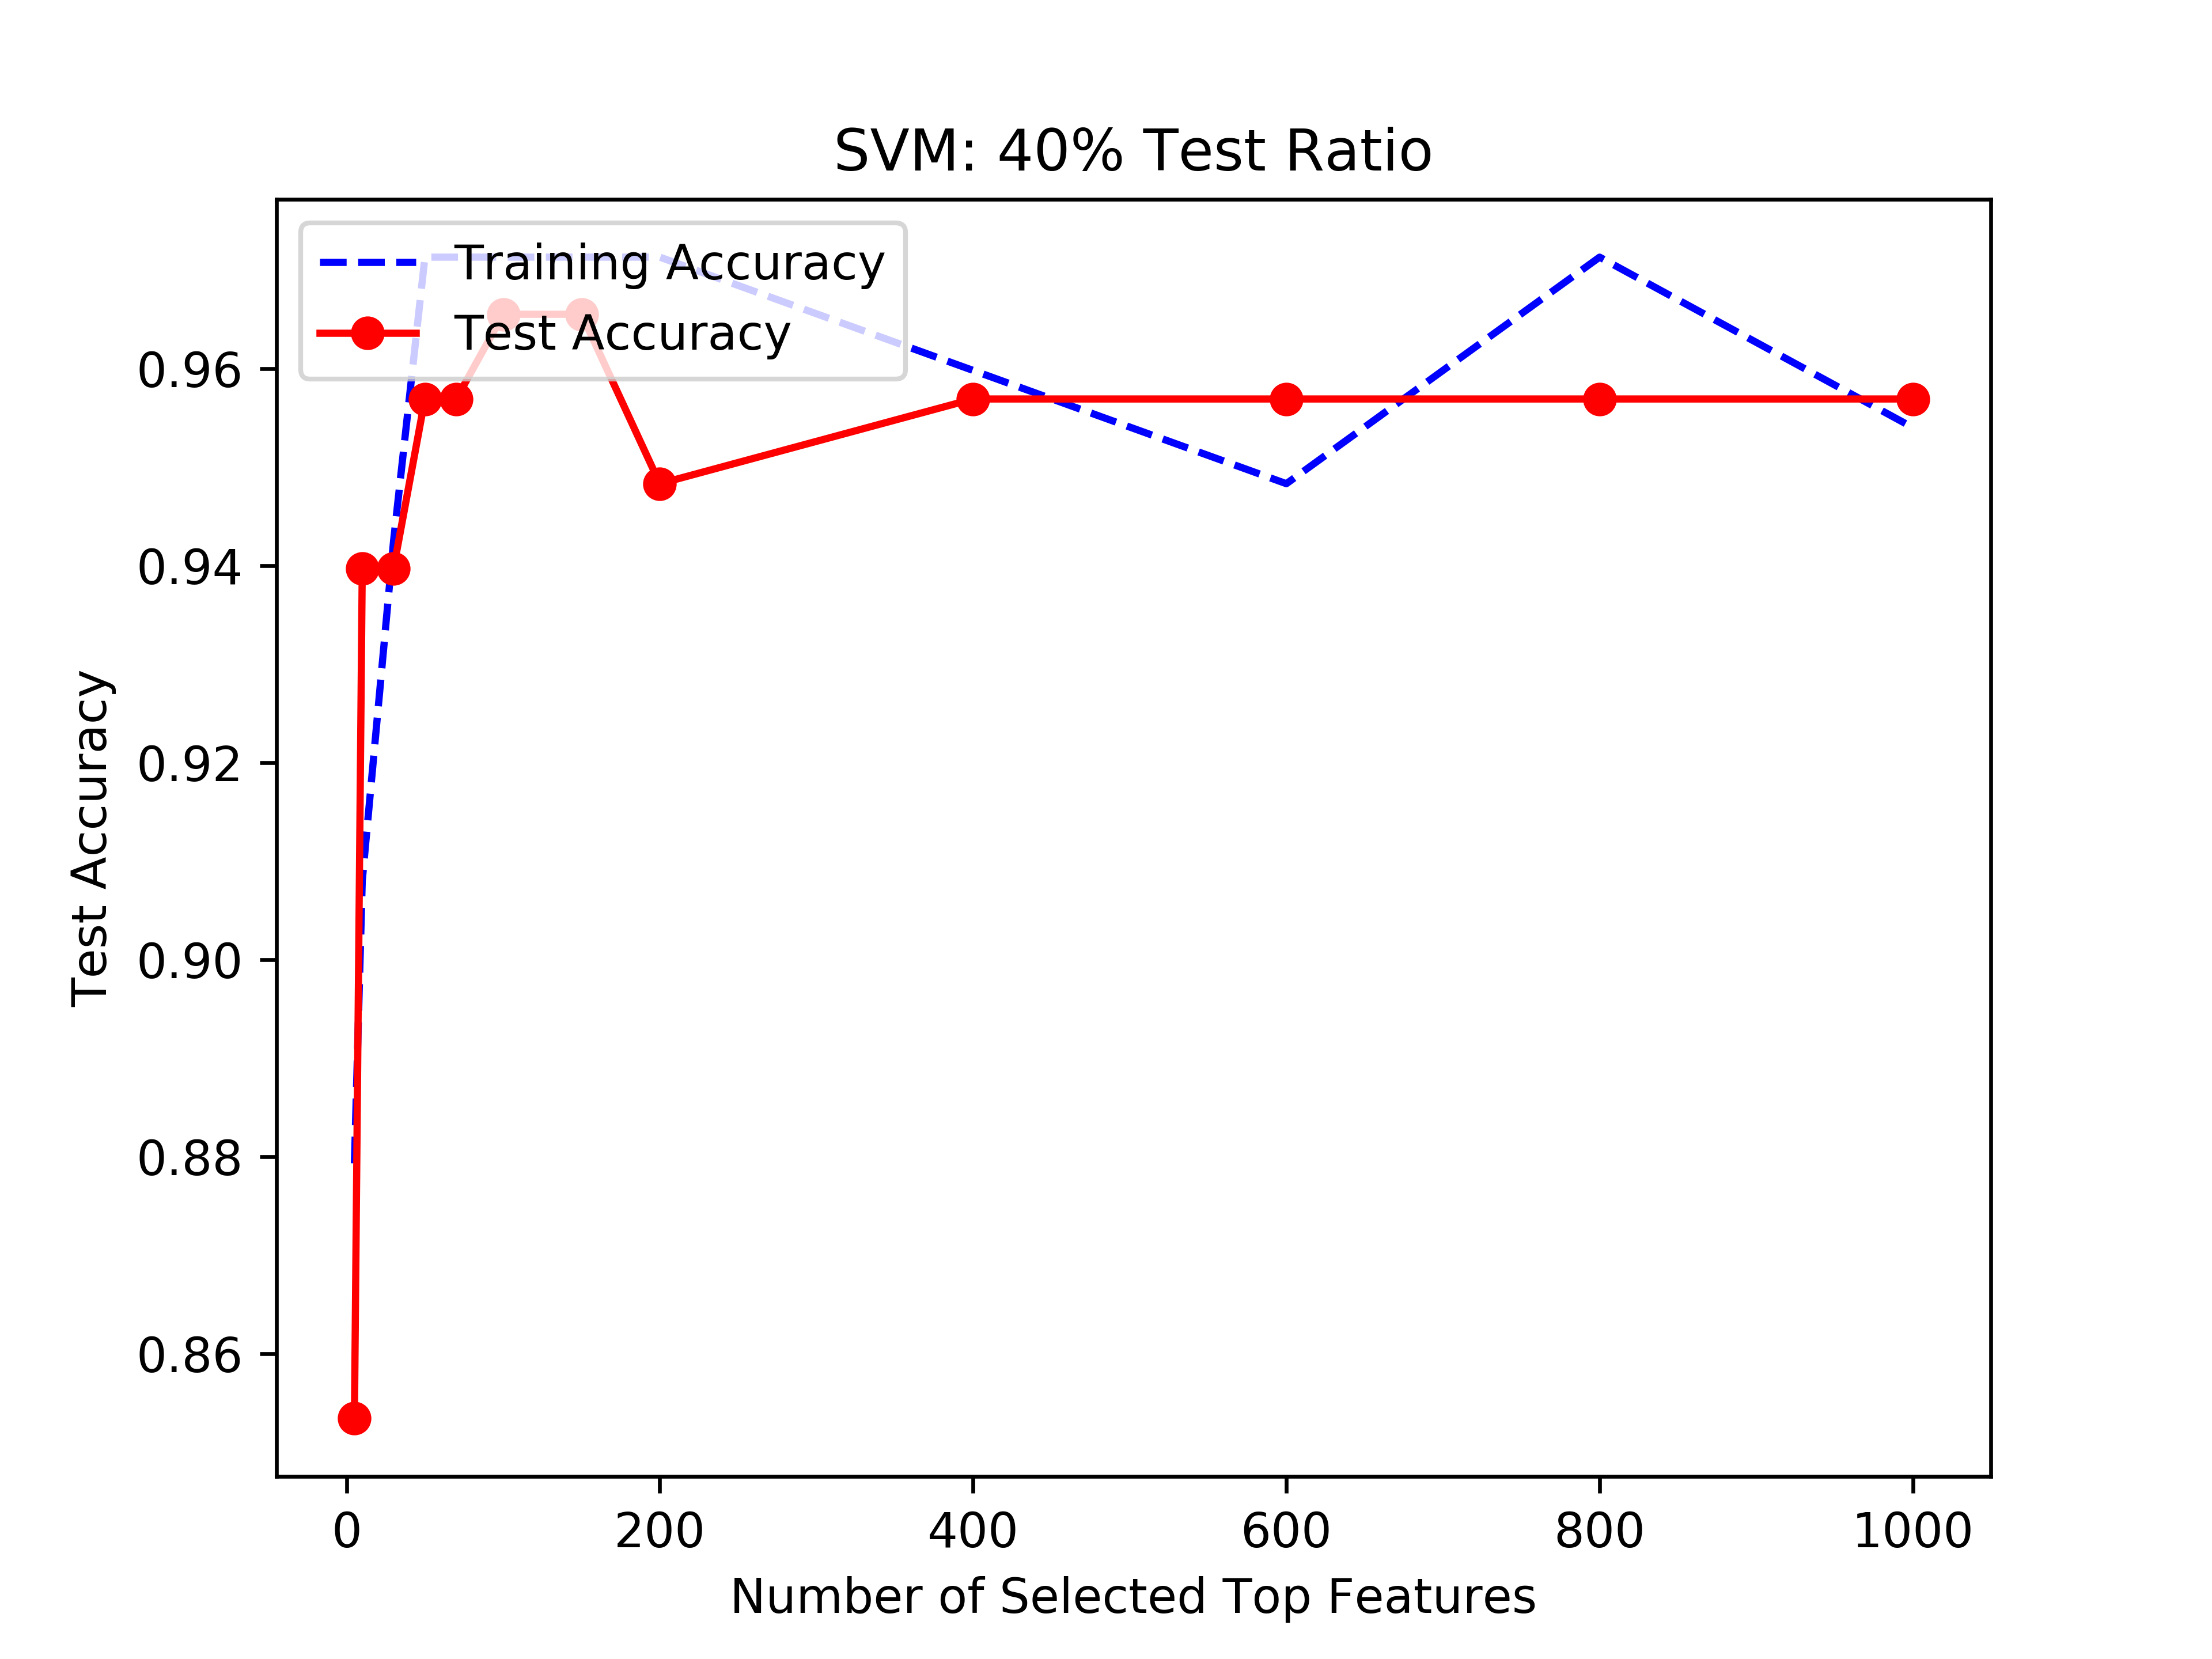 SVM: 40% Test Ratio
Training Accuracy
Test Accuracy
0.96
0.94
0.92
0.90
0.88
0.86
Test Accuracy
0 200 400 600 800 1000
Number of Selected Top Features